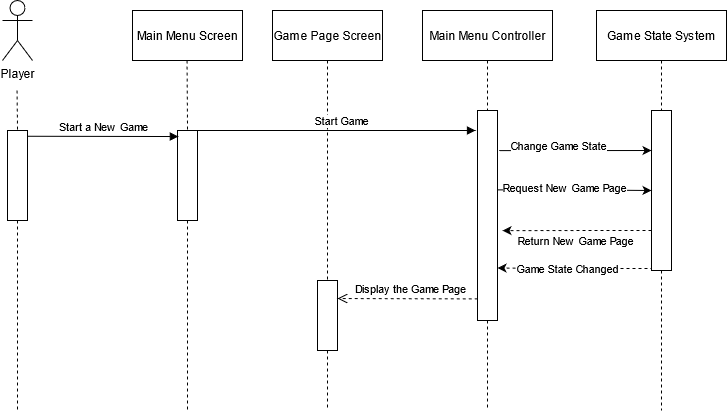 Player
Main Menu Screen
Game Page Screen
Main Menu Controller
Game State System
Start a New Game
Start Game
Change Game State
Request New Game Page
Return New Game Page
Game State Changed
Display the Game Page